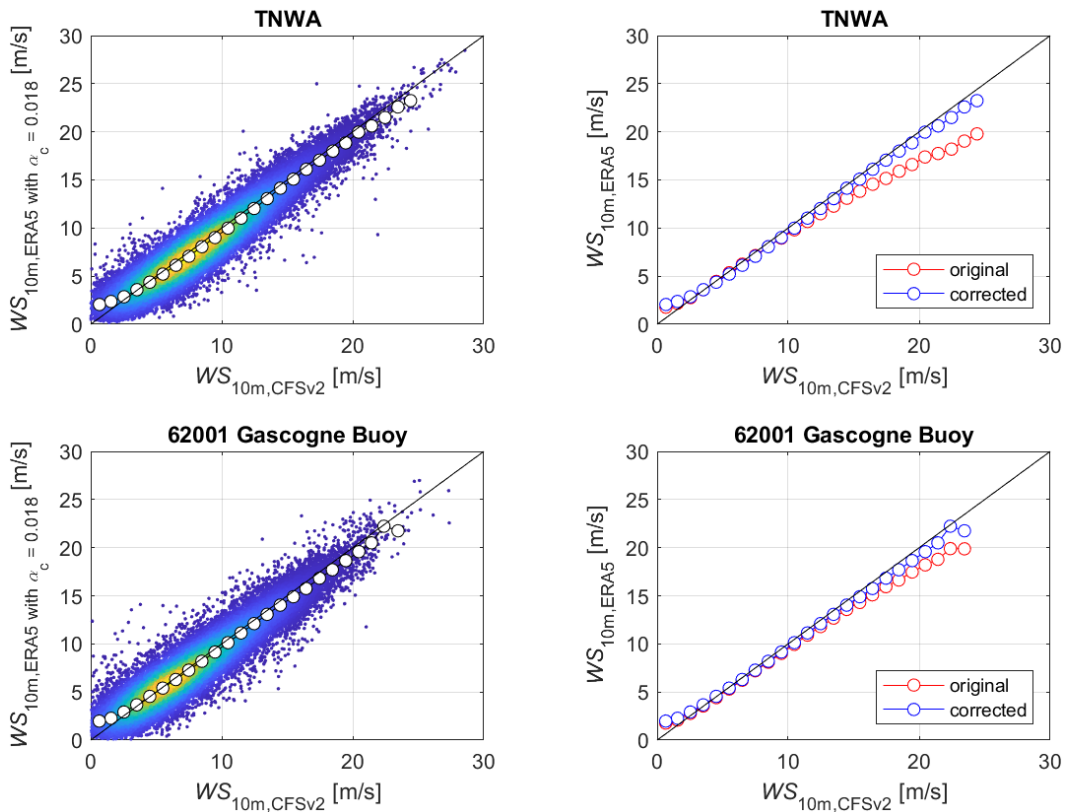 TNWA
30
25
20
15
10
5
0
0 10 20 30
WS10m,ERA5 with αc = 0.018 [m/s]
WS10m,CFSv2 [m/s]
TNWA
30
25
20
15
10
5
0
0 10 20 30
WS10m,ERA5 [m/s]
WS10m,CFSv2 [m/s]
original
corrected
62001 Gascogne Buoy
30
25
20
15
10
5
0
0 10 20 30
WS10m,ERA5 with αc = 0.018 [m/s]
WS10m,CFSv2 [m/s]
62001 Gascogne Buoy
30
25
20
15
10
5
0
0 10 20 30
WS10m,ERA5 [m/s]
WS10m,CFSv2 [m/s]
original
corrected